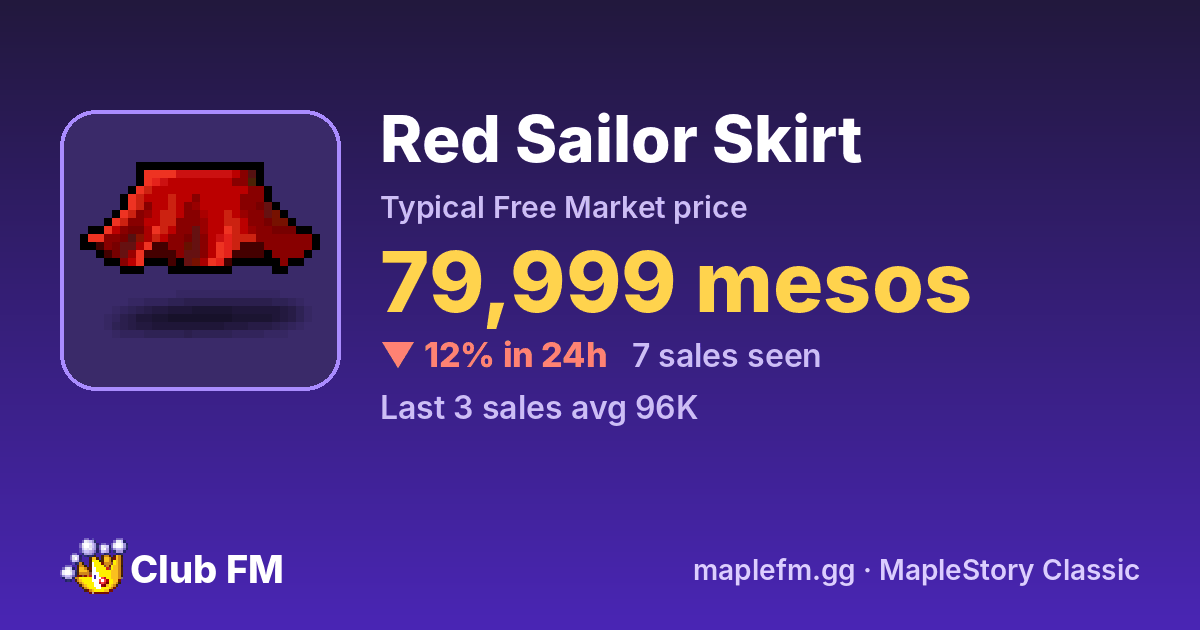 Red Sailor Skirt
Typical Free Market price
79,999 mesos
▼ 12% in 24h 7 sales seen
Last 3 sales avg 96K
Club FM
maplefm.gg · MapleStory Classic